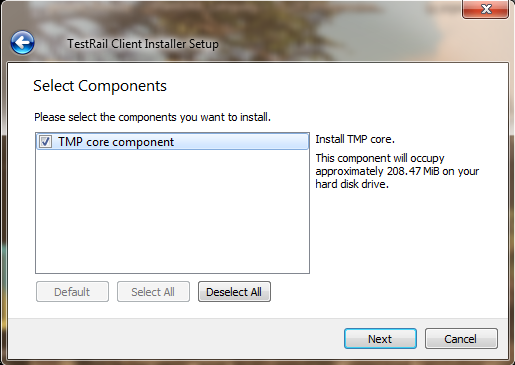 TestRail Client Installer Setup
Select Components
Please select the components you want to install.
TMP core component
Install TMP core.
This component will occupy
approximately 208.47 MiB on your
hard disk drive.
Default
Select All
Deselect All
Next
Cancel